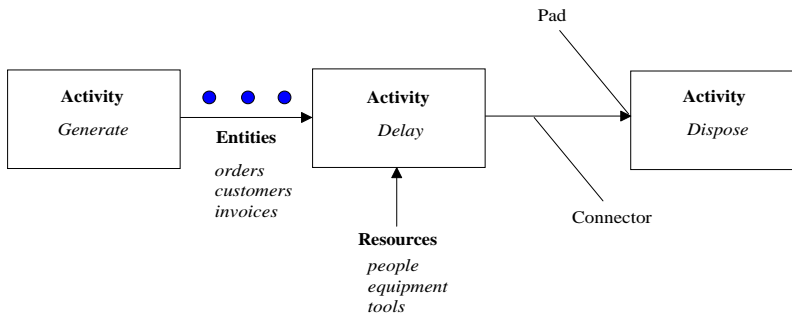 Pad
Activity
Generate
Entities
orders
customers
invoices
Activity
Delay
Resources
people
equipment
tools
Connector
Activity
Dispose